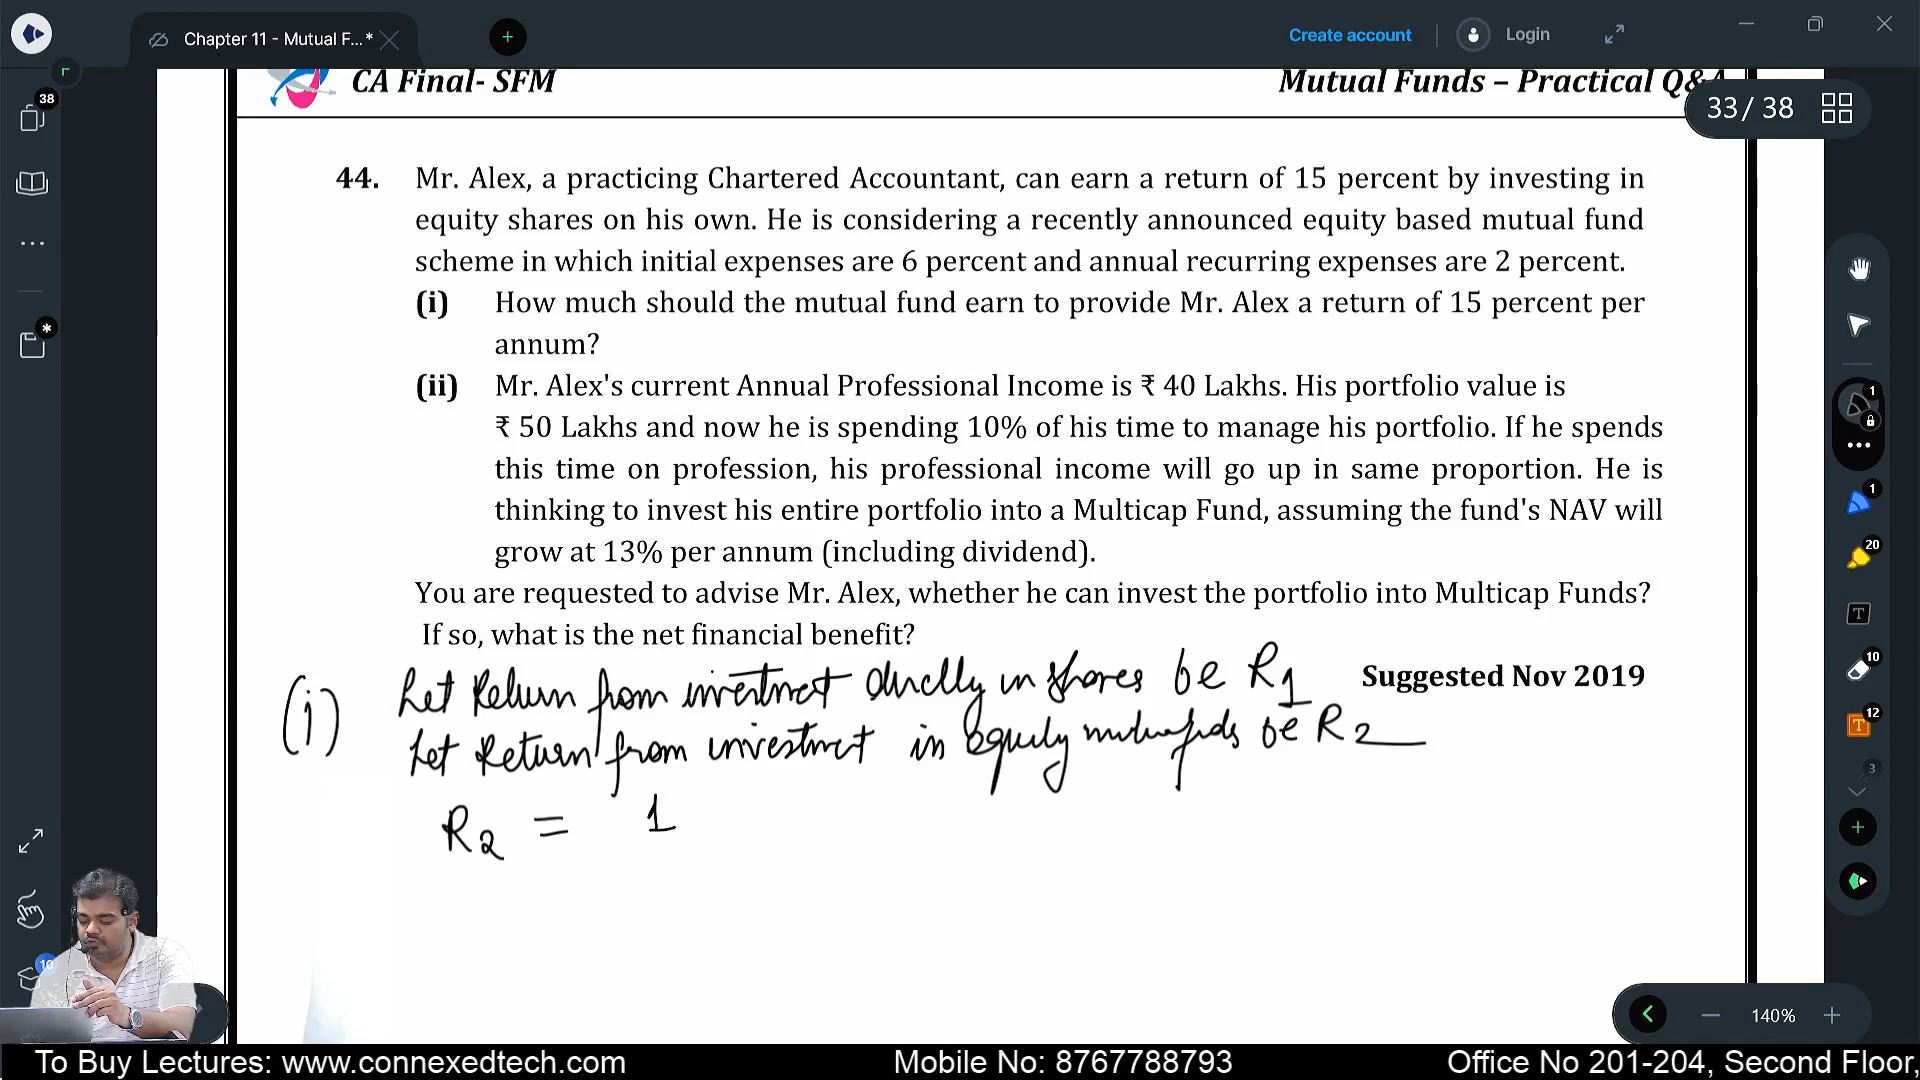 Chapter 11 - Mutual F...*
Create account
Login
38
CA Final- SFM
Mutual Funds – Practical Q&A
33/ 38
44. Mr. Alex, a practicing Chartered Accountant, can earn a return of 15 percent by investing in
equity shares on his own. He is considering a recently announced equity based mutual fund
scheme in which initial expenses are 6 percent and annual recurring expenses are 2 percent.
(i) How much should the mutual fund earn to provide Mr. Alex a return of 15 percent per
annum?
(ii) Mr. Alex's current Annual Professional Income is ₹ 40 Lakhs. His portfolio value is
₹ 50 Lakhs and now he is spending 10% of his time to manage his portfolio. If he spends
this time on profession, his professional income will go up in same proportion. He is
thinking to invest his entire portfolio into a Multicap Fund, assuming the fund's NAV will
grow at 13% per annum (including dividend).
You are requested to advise Mr. Alex, whether he can invest the portfolio into Multicap Funds?
If so, what is the net financial benefit?
Suggested Nov 2019
(i) Let Return from investment directly in shares be R1
Let Return from investment in equity mutual funds be R2
R2 = 1
1
1
20
T
10
T
12
3
10
140%
To Buy Lectures: www.connexedtech.com
Mobile No: 8767788793
Office No 201-204, Second Floor,